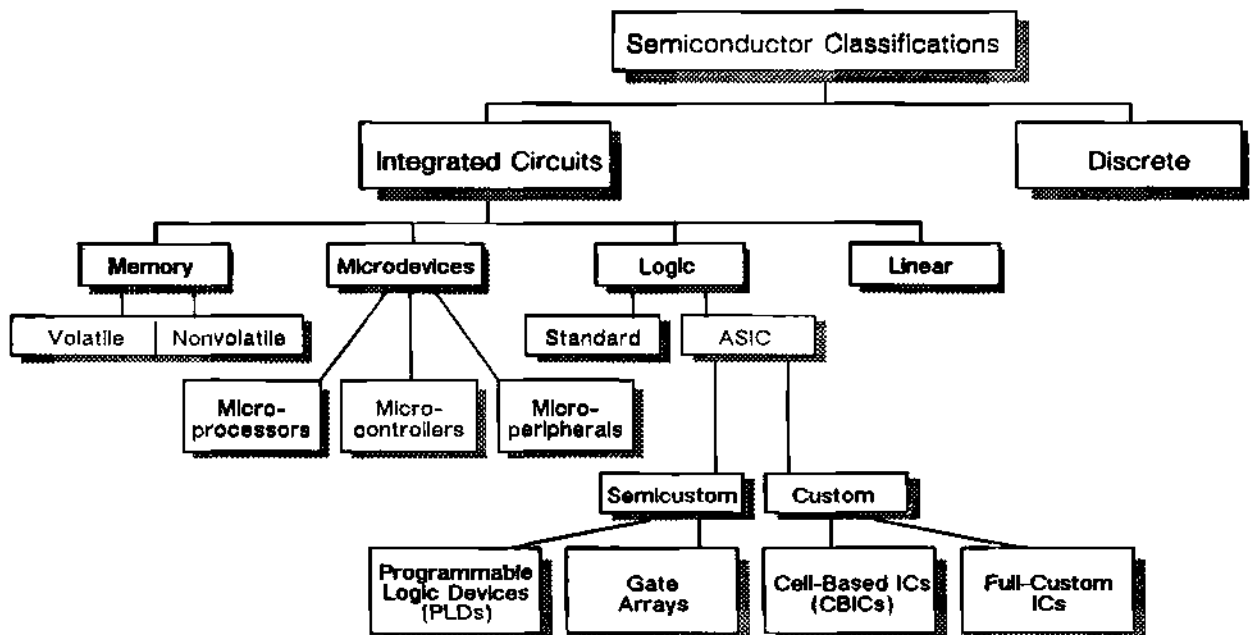 Semiconductor Classifications
Integrated Circuits
Discrete
Memory
Microdevices
Logic
Linear
Volatile
Nonvolatile
Standard
ASIC
Micro-
processors
Micro-
controllers
Micro-
peripherals
Semicustom
Custom
Programmable
Logic Devices
(PLDs)
Gate
Arrays
Cell-Based ICs
(CBICs)
Full-Custom
ICs